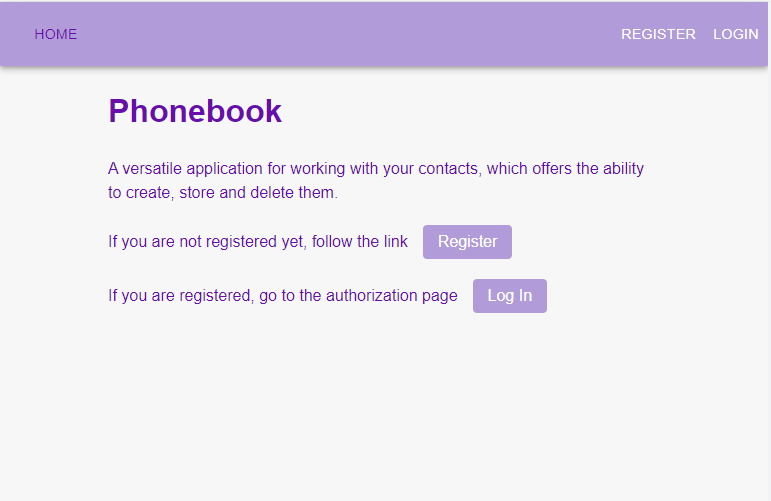 HOME REGISTER LOGIN
Phonebook
A versatile application for working with your contacts, which offers the ability
to create, store and delete them.
If you are not registered yet, follow the link Register
If you are registered, go to the authorization page Log In